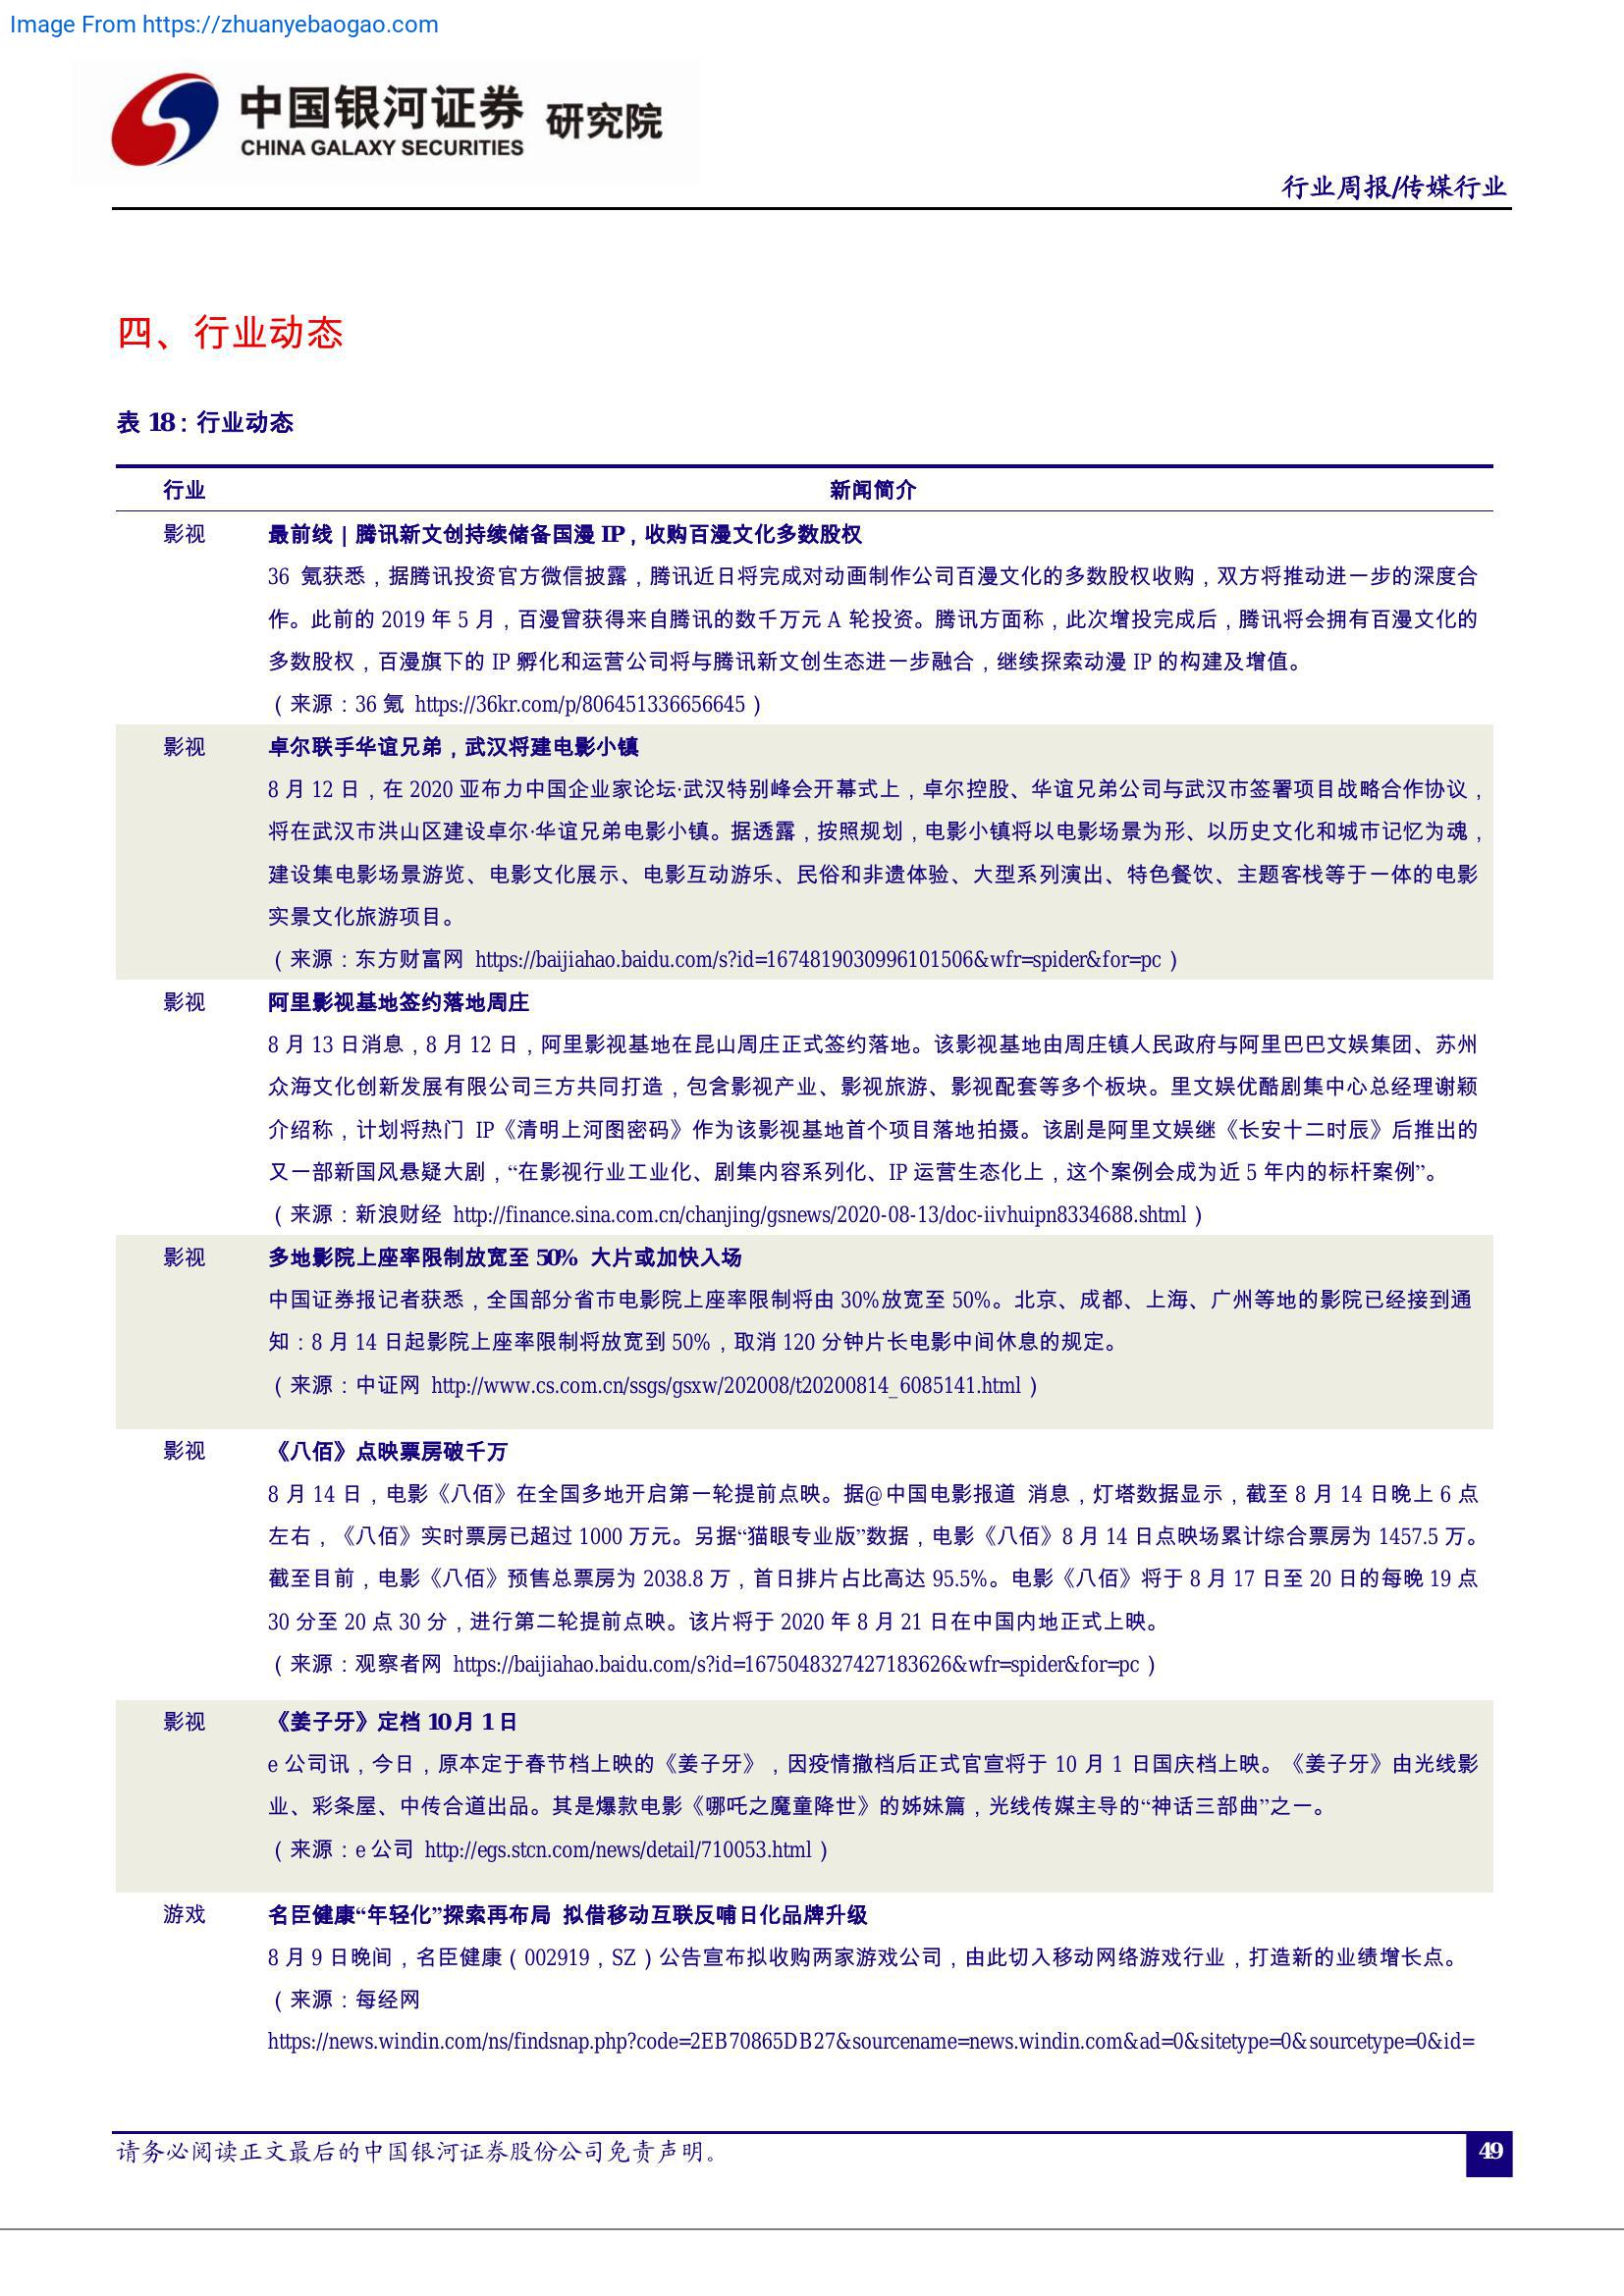 Image From https://zhuanyebaogao.com
中国银河证券 研究院
CHINA GALAXY SECURITIES
行业周报/传媒行业
四、行业动态
表 18：行业动态
行业 新闻简介
影视 最前线 | 腾讯新文创持续储备国漫 IP，收购百漫文化多数股权
36 氪获悉，据腾讯投资官方微信披露，腾讯近日将完成对动画制作公司百漫文化的多数股权收购，双方将推动进一步的深度合
作。此前的 2019 年 5 月，百漫曾获得来自腾讯的数千万元 A 轮投资。腾讯方面称，此次增投完成后，腾讯将会拥有百漫文化的
多数股权，百漫旗下的 IP 孵化和运营公司将与腾讯新文创生态进一步融合，继续探索动漫 IP 的构建及增值。
（来源：36 氪 https://36kr.com/p/806451336656645）
影视 卓尔联手华谊兄弟，武汉将建电影小镇
8 月 12 日，在 2020 亚布力中国企业家论坛·武汉特别峰会开幕式上，卓尔控股、华谊兄弟公司与武汉市签署项目战略合作协议，
将在武汉市洪山区建设卓尔·华谊兄弟电影小镇。据透露，按照规划，电影小镇将以电影场景为形、以历史文化和城市记忆为魂，
建设集电影场景游览、电影文化展示、电影互动游乐、民俗和非遗体验、大型系列演出、特色餐饮、主题客栈等于一体的电影
实景文化旅游项目。
（来源：东方财富网 https://baijiahao.baidu.com/s?id=1674819030996101506&wfr=spider&for=pc）
影视 阿里影视基地签约落地周庄
8 月 13 日消息，8 月 12 日，阿里影视基地在昆山周庄正式签约落地。该影视基地由周庄镇人民政府与阿里巴巴文娱集团、苏州
众海文化创新发展有限公司三方共同打造，包含影视产业、影视旅游、影视配套等多个板块。里文娱优酷剧集中心总经理谢颖
介绍称，计划将热门 IP《清明上河图密码》作为该影视基地首个项目落地拍摄。该剧是阿里文娱继《长安十二时辰》后推出的
又一部新国风悬疑大剧，“在影视行业工业化、剧集内容系列化、IP 运营生态化上，这个案例会成为近 5 年内的标杆案例”。
（来源：新浪财经 http://finance.sina.com.cn/chanjing/gsnews/2020-08-13/doc-iivhuipn8334688.shtml）
影视 多地影院上座率限制放宽至 50% 大片或加快入场
中国证券报记者获悉，全国部分省市电影院上座率限制将由 30%放宽至 50%。北京、成都、上海、广州等地的影院已经接到通
知：8 月 14 日起影院上座率限制将放宽到 50%，取消 120 分钟片长电影中间休息的规定。
（来源：中证网 http://www.cs.com.cn/ssgs/gsxw/202008/t20200814_6085141.html）
影视 《八佰》点映票房破千万
8 月 14 日，电影《八佰》在全国多地开启第一轮提前点映。据@中国电影报道 消息，灯塔数据显示，截至 8 月 14 日晚上 6 点
左右，《八佰》实时票房已超过 1000 万元。另据“猫眼专业版”数据，电影《八佰》8 月 14 日点映场累计综合票房为 1457.5 万。
截至目前，电影《八佰》预售总票房为 2038.8 万，首日排片占比高达 95.5%。电影《八佰》将于 8 月 17 日至 20 日的每晚 19 点
30 分至 20 点 30 分，进行第二轮提前点映。该片将于 2020 年 8 月 21 日在中国内地正式上映。
（来源：观察者网 https://baijiahao.baidu.com/s?id=1675048327427183626&wfr=spider&for=pc）
影视 《姜子牙》定档 10 月 1 日
e 公司讯，今日，原本定于春节档上映的《姜子牙》，因疫情撤档后正式官宣将于 10 月 1 日国庆档上映。《姜子牙》由光线影
业、彩条屋、中传合道出品。其是爆款电影《哪吒之魔童降世》的姊妹篇，光线传媒主导的“神话三部曲”之一。
（来源：e 公司 http://egs.stcn.com/news/detail/710053.html）
游戏 名臣健康“年轻化”探索再布局 拟借移动互联反哺日化品牌升级
8 月 9 日晚间，名臣健康（002919，SZ）公告宣布拟收购两家游戏公司，由此切入移动网络游戏行业，打造新的业绩增长点。
（来源：每经网
https://news.windin.com/ns/findsnap.php?code=2EB70865DB27&sourcename=news.windin.com&ad=0&sitetype=0&sourcetype=0&id=
请务必阅读正文最后的中国银河证券股份公司免责声明。
49